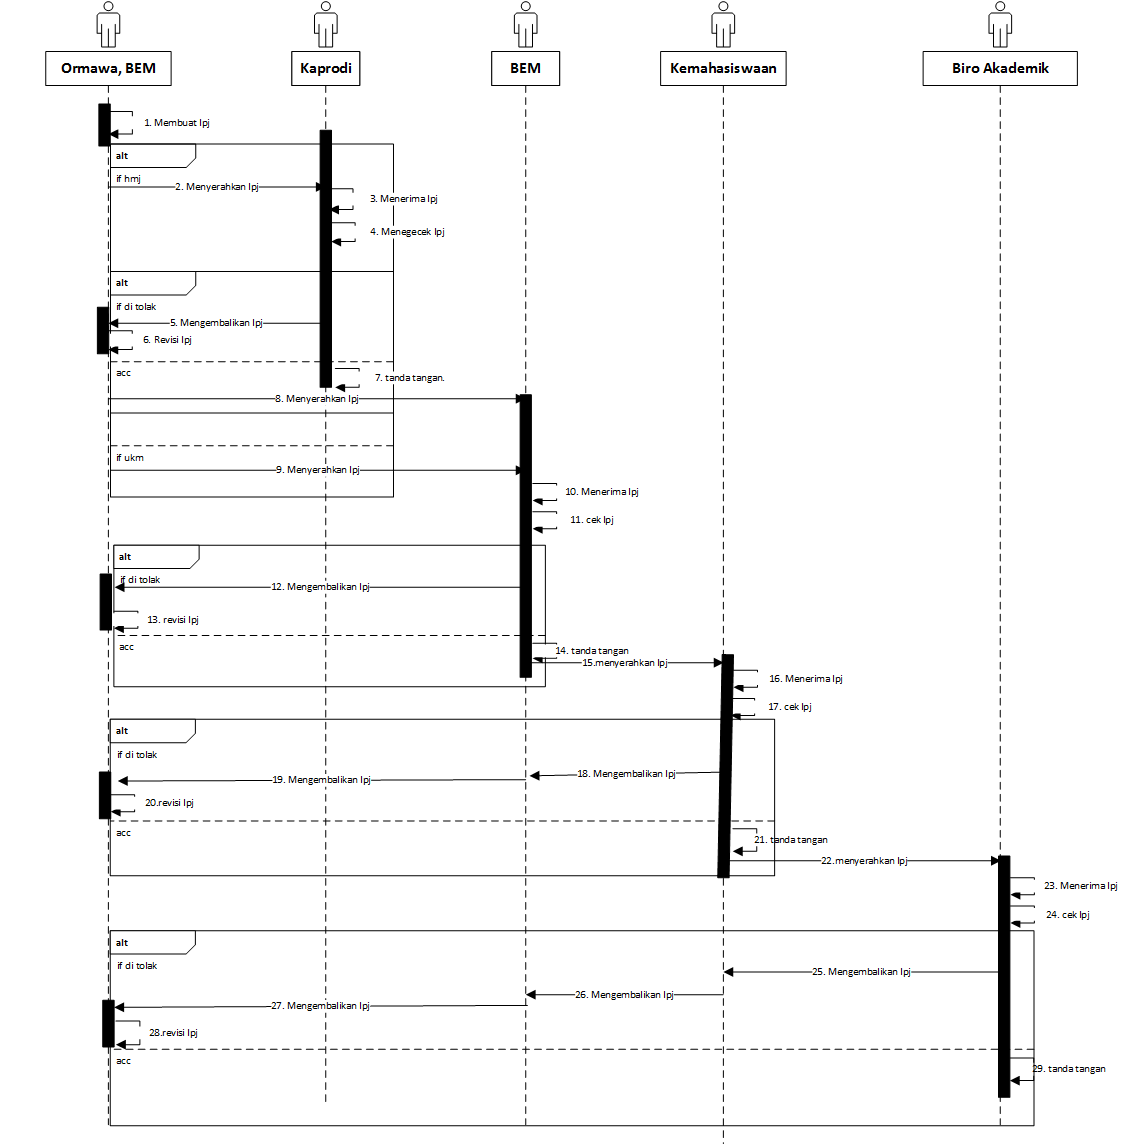 Ormawa, BEM
Kaprodi
BEM
Kemahasiswaan
Biro Akademik
1. Membuat lpj
alt
if hmj
2. Menyerahkan lpj
3. Menerima lpj
4. Menegecek lpj
alt
if di tolak
5. Mengembalikan lpj
6. Revisi lpj
acc
7. tanda tangan.
8. Menyerahkan lpj
if ukm
9. Menyerahkan lpj
10. Menerima lpj
11. cek lpj
alt
if di tolak
12. Mengembalikan lpj
13. revisi lpj
acc
14. tanda tangan
15.menyerahkan lpj
16. Menerima lpj
17. cek lpj
alt
if di tolak
18. Mengembalikan lpj
19. Mengembalikan lpj
20.revisi lpj
acc
21. tanda tangan
22.menyerahkan lpj
23. Menerima lpj
24. cek lpj
alt
if di tolak
25. Mengembalikan lpj
26. Mengembalikan lpj
27. Mengembalikan lpj
28.revisi lpj
acc
29. tanda tangan